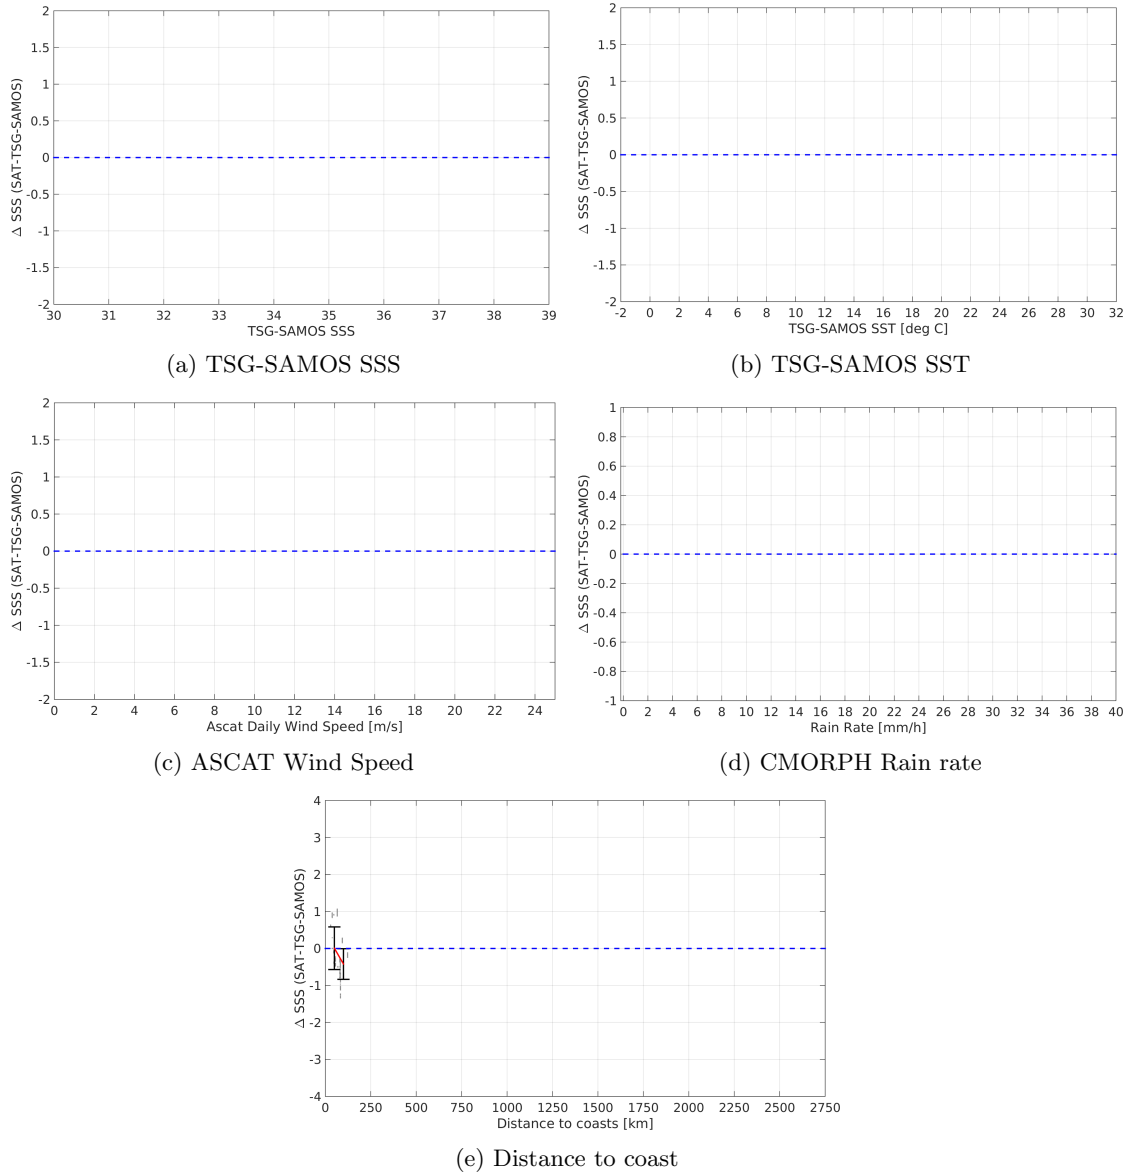 2
1.5
1
0.5
0
-0.5
-1
-1.5
-2
Δ SSS (SAT-TSG-SAMOS)
30 31 32 33 34 35 36 37 38 39
TSG-SAMOS SSS
(a) TSG-SAMOS SSS
2
1.5
1
0.5
0
-0.5
-1
-1.5
-2
Δ SSS (SAT-TSG-SAMOS)
-2 0 2 4 6 8 10 12 14 16 18 20 22 24 26 28 30 32
TSG-SAMOS SST [deg C]
(b) TSG-SAMOS SST
2
1.5
1
0.5
0
-0.5
-1
-1.5
-2
Δ SSS (SAT-TSG-SAMOS)
0 2 4 6 8 10 12 14 16 18 20 22 24
Ascat Daily Wind Speed [m/s]
(c) ASCAT Wind Speed
1
0.8
0.6
0.4
0.2
0
-0.2
-0.4
-0.6
-0.8
-1
Δ SSS (SAT-TSG-SAMOS)
0 2 4 6 8 10 12 14 16 18 20 22 24 26 28 30 32 34 36 38 40
Rain Rate [mm/h]
(d) CMORPH Rain rate
4
3
2
1
0
-1
-2
-3
-4
Δ SSS (SAT-TSG-SAMOS)
0 250 500 750 1000 1250 1500 1750 2000 2250 2500 2750
Distance to coasts [km]
(e) Distance to coast